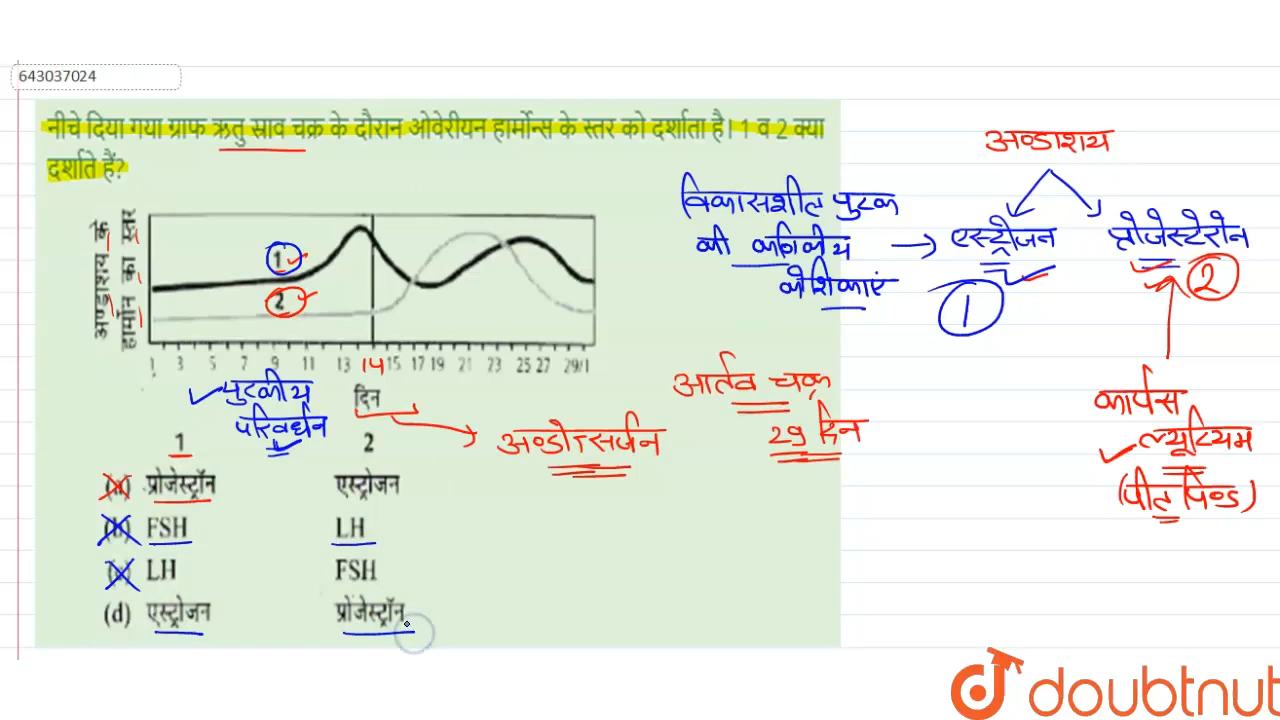 643037024
नीचे दिया गया ग्राफ ऋतु स्राव चक्र के दौरान ओवेरीयन हार्मोन्स के स्तर को दर्शाता है। 1 व 2 क्या
दर्शाते हैं?
अण्डाशय के
हार्मोन का स्तर
1
2
1 3 5 7 9 11 13 14 15 17 19 21 23 25 27 29/1
दिन
पुटकीय
परिवर्धन
अण्डोत्सर्जन
आर्तव चक्र
29 दिन
अण्डाशय
विकासशील पुटक
की कणिकीय
कोशिकाएं
एस्ट्रोजन
प्रोजेस्टेरोन
1
2
कार्पस
ल्यूटियम
(पीत पिण्ड)
1 2
(a) प्रोजेस्ट्रॉन एस्ट्रोजन
(b) FSH LH
(c) LH FSH
(d) एस्ट्रोजन प्रोजेस्ट्रॉन
doubtnut